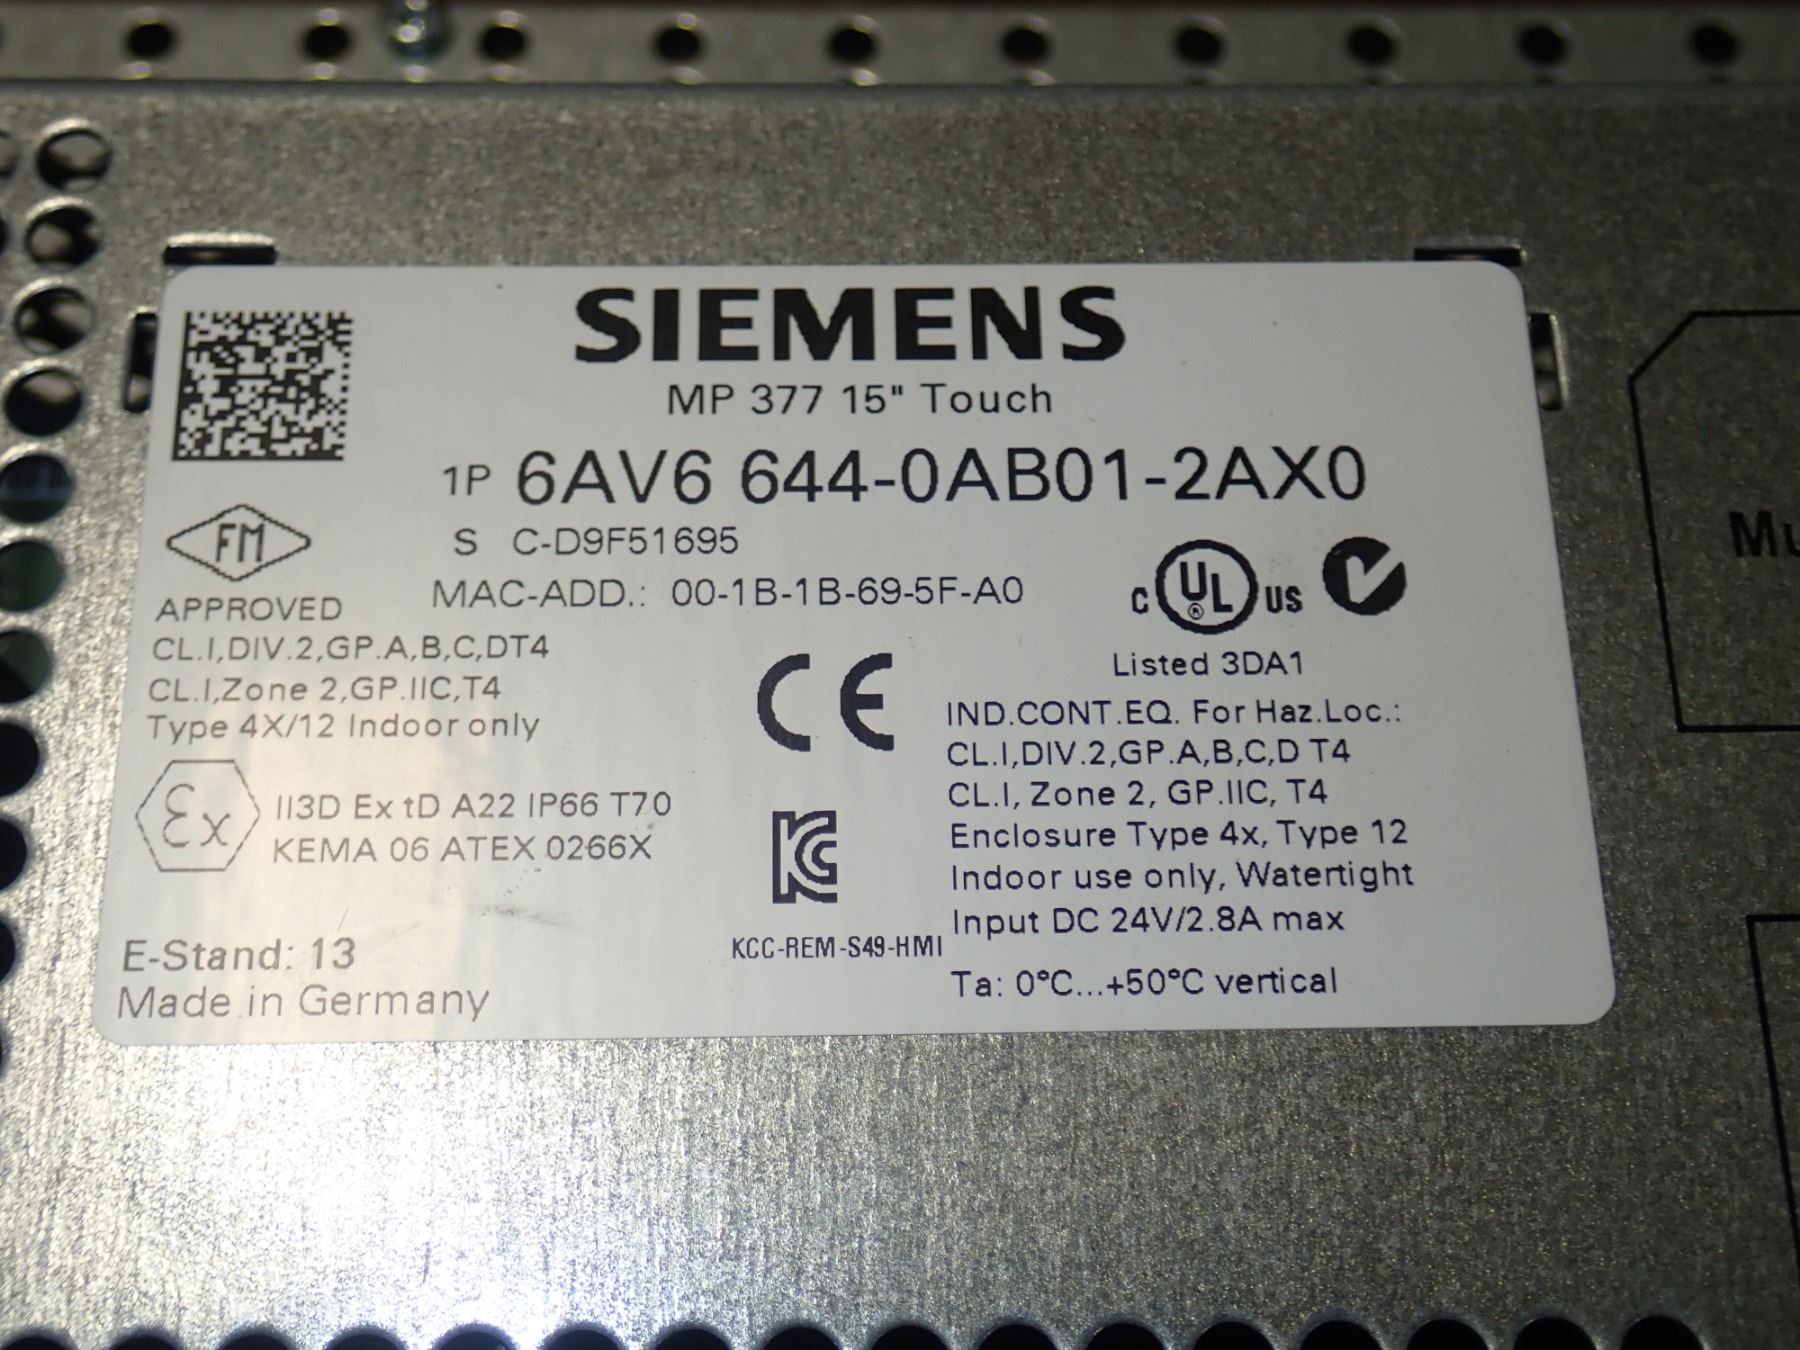 SIEMENS
MP 377 15" Touch
1P 6AV6 644-0AB01-2AX0
S C-D9F51695
MAC-ADD.: 00-1B-1B-69-5F-A0
FM
APPROVED
CL.I,DIV.2,GP.A,B,C,DT4
CL.I,Zone 2,GP.IIC,T4
Type 4X/12 Indoor only
Ex II3D Ex tD A22 IP66 T70
KEMA 06 ATEX 0266X
E-Stand: 13
Made in Germany
CE
KC
KCC-REM-S49-HMI
C UL ® US
Listed 3DA1
IND.CONT.EQ. For Haz.Loc.:
CL.I,DIV.2,GP.A,B,C,D T4
CL.I, Zone 2, GP.IIC, T4
Enclosure Type 4x, Type 12
Indoor use only, Watertight
Input DC 24V/2.8A max
Ta: 0°C...+50°C vertical